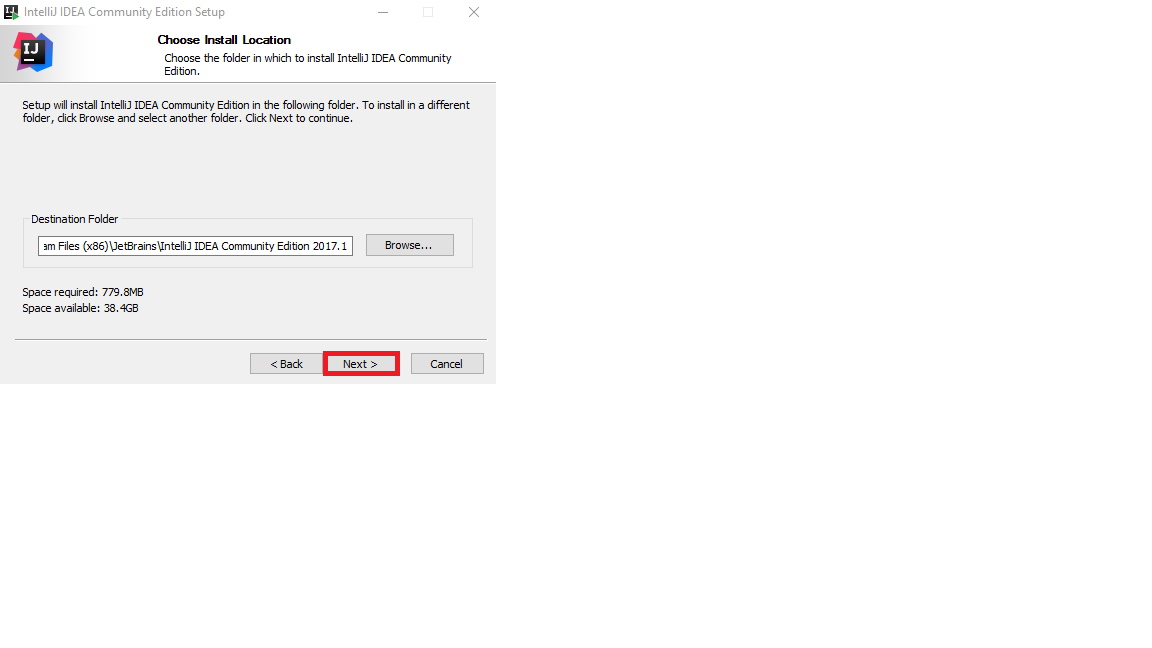 IntelliJ IDEA Community Edition Setup
IJ
Choose Install Location
Choose the folder in which to install IntelliJ IDEA Community
Edition.
Setup will install IntelliJ IDEA Community Edition in the following folder. To install in a different
folder, click Browse and select another folder. Click Next to continue.
Destination Folder
am Files (x86)\JetBrains\IntelliJ IDEA Community Edition 2017.1
Browse...
Space required: 779.8MB
Space available: 38.4GB
< Back
Next >
Cancel